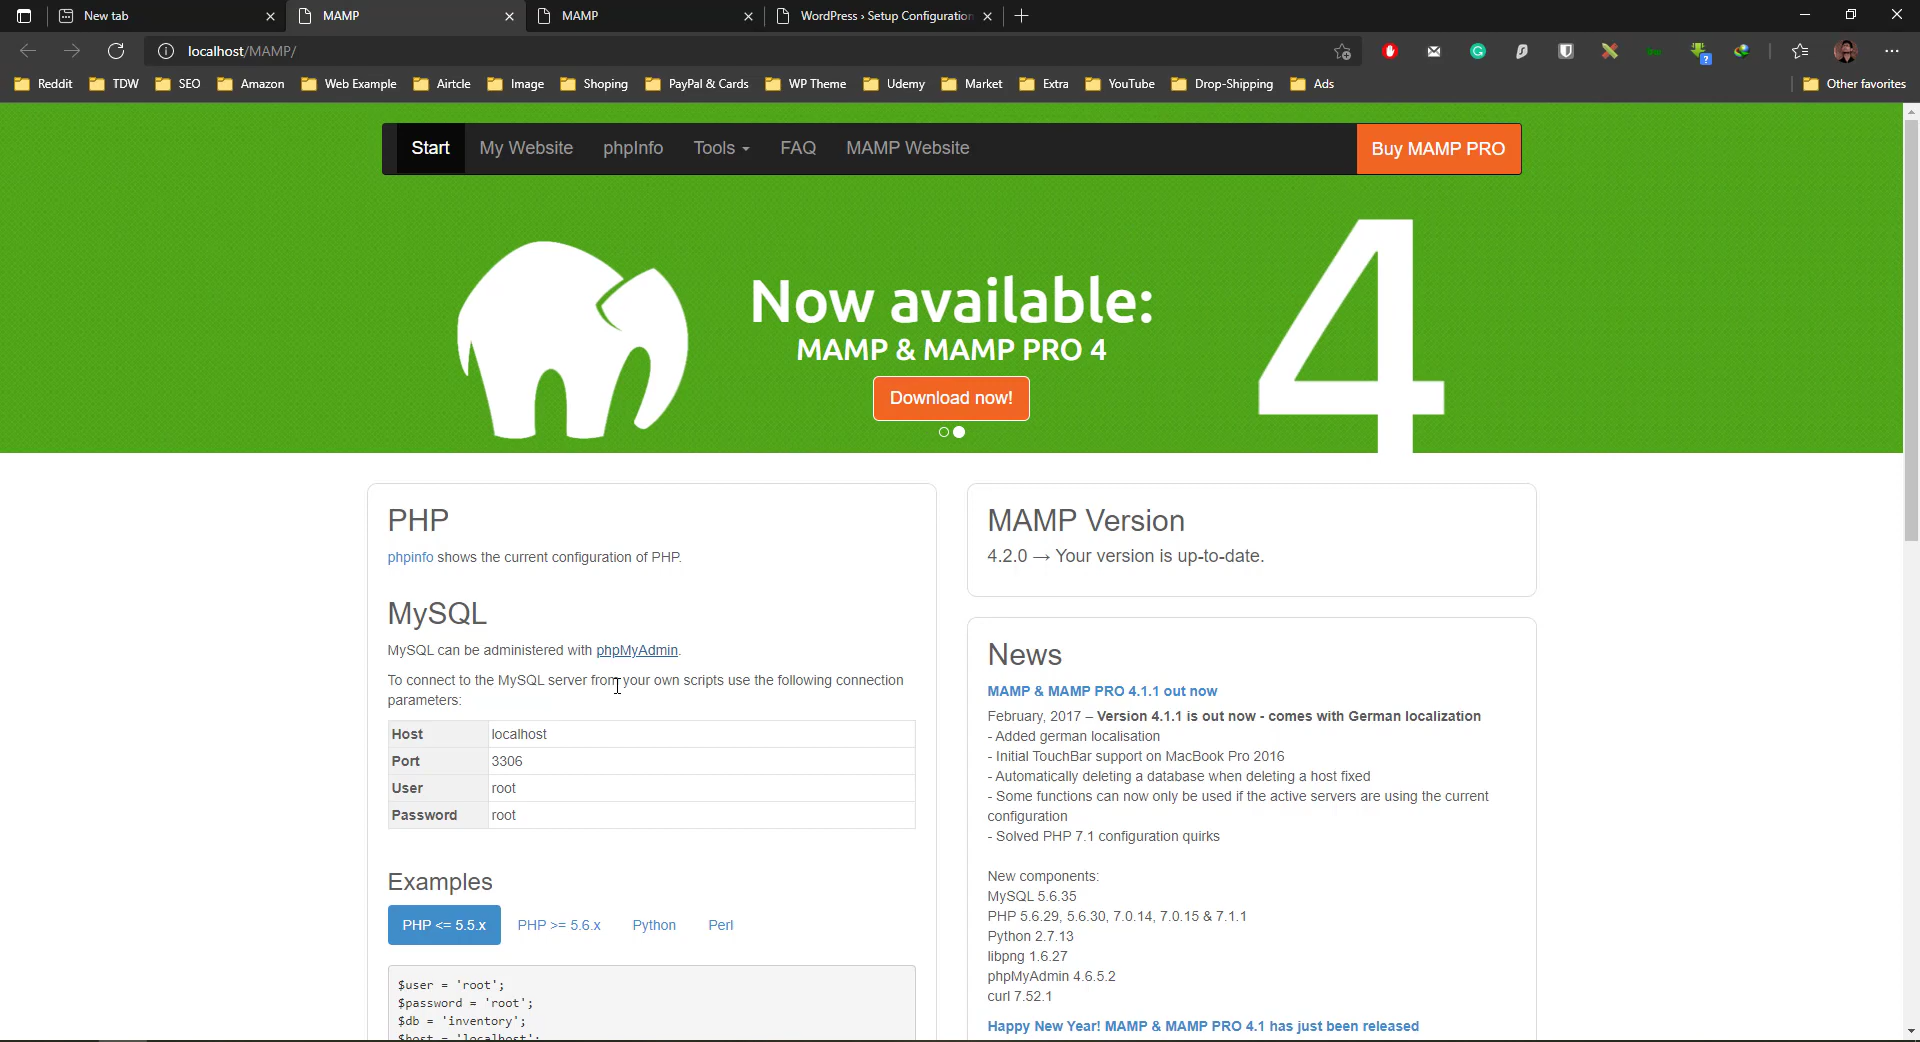 New tab
MAMP
MAMP
WordPress › Setup Configuration
localhost/MAMP/
Reddit
TDW
SEO
Amazon
Web Example
Airtcle
Image
Shoping
PayPal & Cards
WP Theme
Udemy
Market
Extra
YouTube
Drop-Shipping
Ads
Other favorites
Start
My Website
phpInfo
Tools
FAQ
MAMP Website
Buy MAMP PRO
Now available:
MAMP & MAMP PRO 4
Download now!
4
PHP
phpinfo shows the current configuration of PHP.
MySQL
MySQL can be administered with phpMyAdmin.
To connect to the MySQL server from your own scripts use the following connection
parameters:
Host localhost
Port 3306
User root
Password root
Examples
PHP <= 5.5.x
PHP >= 5.6.x
Python
Perl
$user = 'root';
$password = 'root';
$db = 'inventory';
$host = 'localhost';
MAMP Version
4.2.0 → Your version is up-to-date.
News
MAMP & MAMP PRO 4.1.1 out now
February, 2017 – Version 4.1.1 is out now - comes with German localization
- Added german localisation
- Initial TouchBar support on MacBook Pro 2016
- Automatically deleting a database when deleting a host fixed
- Some functions can now only be used if the active servers are using the current
configuration
- Solved PHP 7.1 configuration quirks
New components:
MySQL 5.6.35
PHP 5.6.29, 5.6.30, 7.0.14, 7.0.15 & 7.1.1
Python 2.7.13
libpng 1.6.27
phpMyAdmin 4.6.5.2
curl 7.52.1
Happy New Year! MAMP & MAMP PRO 4.1 has just been released